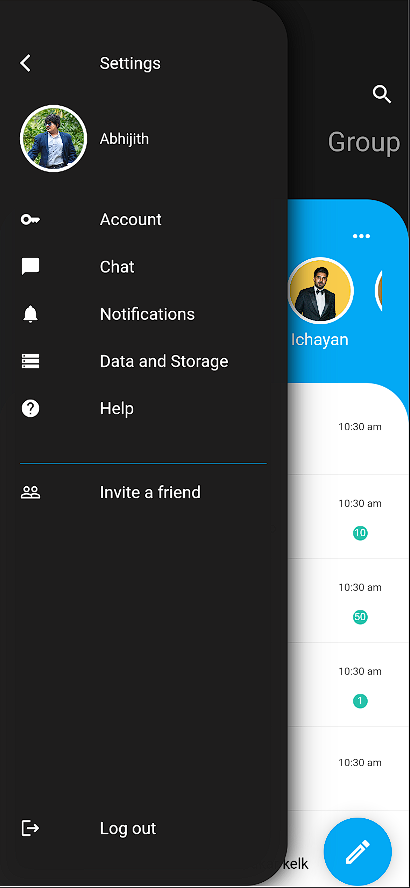 Settings
Abhijith
Group
Account
Chat
Ichayan
Notifications
Data and Storage
Help
10:30 am
Invite a friend
10:30 am
10
10:30 am
50
10:30 am
1
10:30 am
Log out
kelk